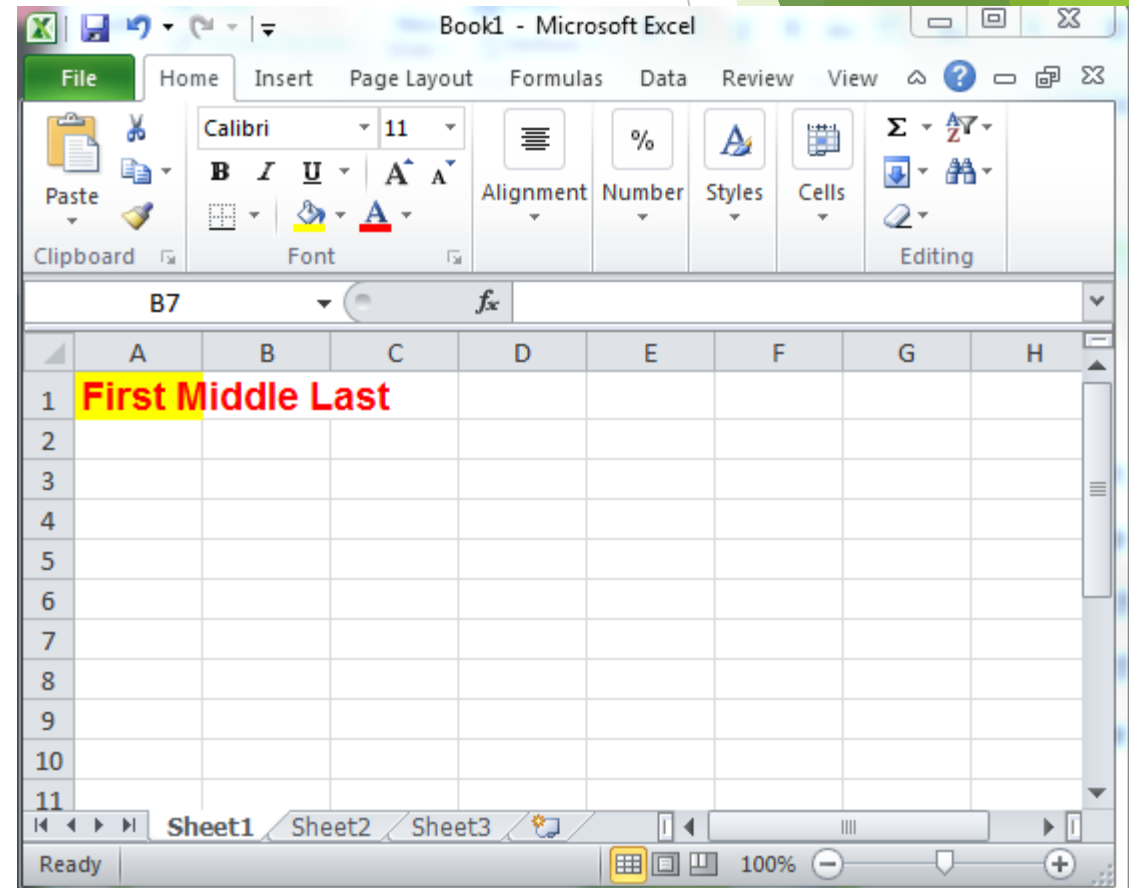 Book1 - Microsoft Excel
File Home Insert Page Layout Formulas Data Review View
Calibri 11 % A
B I U A A Alignment Number Styles Cells Σ A Z
Paste A
Clipboard Font Editing
B7 fx
A B C D E F G H
1 First Middle Last
2
3
4
5
6
7
8
9
10
11
Sheet1 Sheet2 Sheet3
Ready 100%